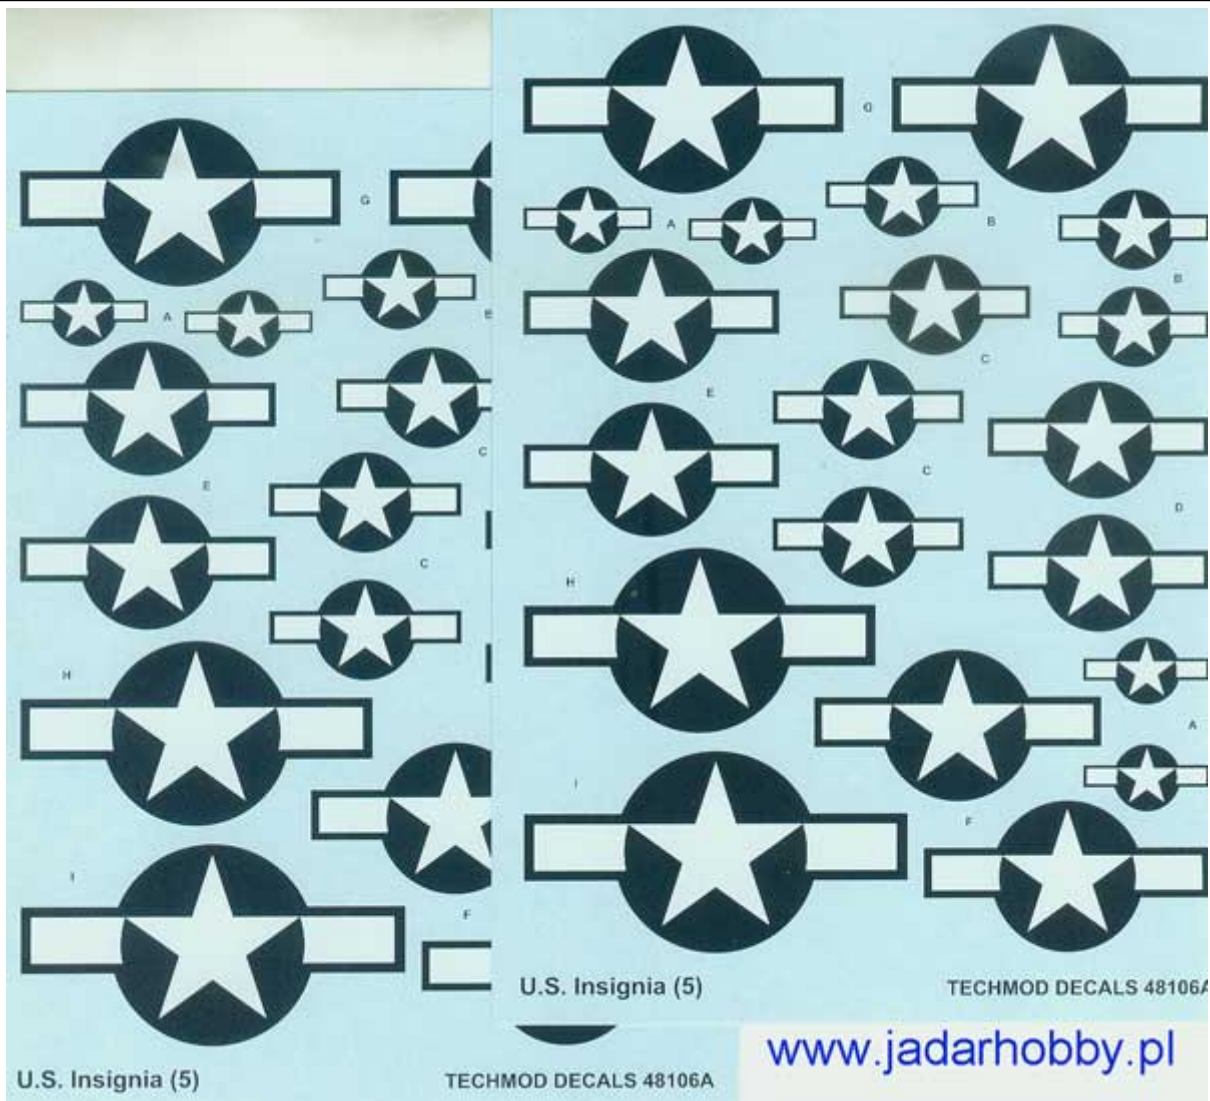 G
A
B
B
E
C
C
D
H
A
I
F
U.S. Insignia (5)
TECHMOD DECALS 48106A
G
A
E
C
C
H
I
F
U.S. Insignia (5)
TECHMOD DECALS 48106A
www.jadarhobby.pl